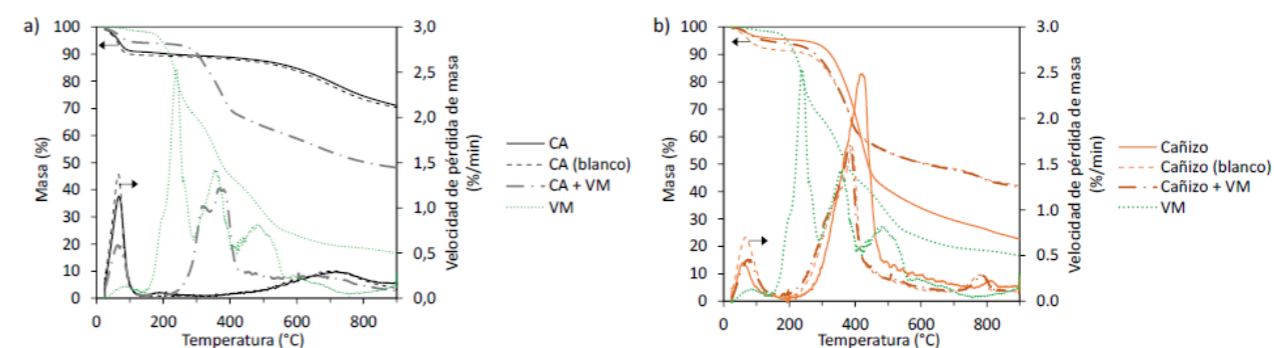 a)
100
90
80
70
60
50
40
30
20
10
0
Masa (%)
3,0
2,5
2,0
1,5
1,0
0,5
0,0
Velocidad de pérdida de masa
(%/min)
0 200 400 600 800
Temperatura (°C)
CA
CA (blanco)
CA + VM
VM
b)
100
90
80
70
60
50
40
30
20
10
0
Masa (%)
3.0
2.5
2.0
1.5
1.0
0.5
0.0
Velocidad de pérdida de masa
(%/min)
0 200 400 600 800
Temperatura (°C)
Cañizo
Cañizo (blanco)
Cañizo + VM
VM